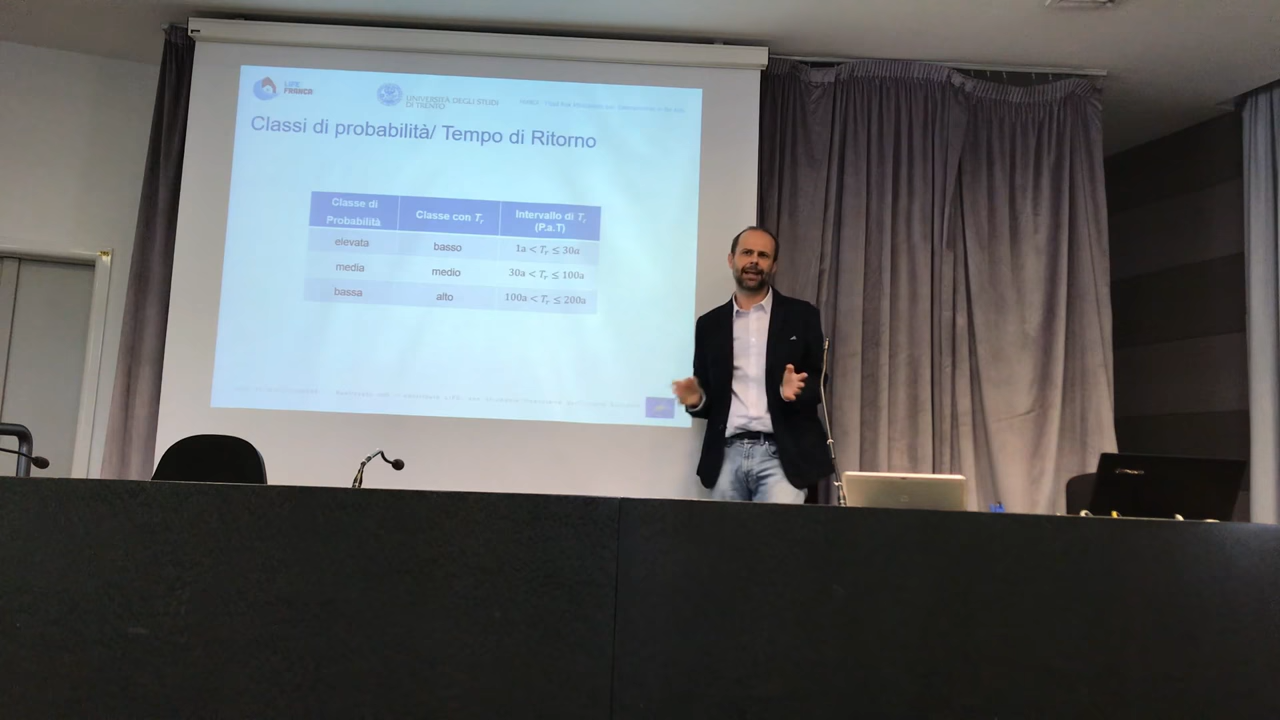 LIFE
FRANCA
UNIVERSITÀ DEGLI STUDI
DI TRENTO
Classi di probabilità/ Tempo di Ritorno
Classe di Probabilità
Classe con Tr
Intervallo di Tr (P.a.T)
elevata
basso
1a < Tr ≤ 30a
media
medio
30a < Tr ≤ 100a
bassa
alto
100a < Tr ≤ 200a